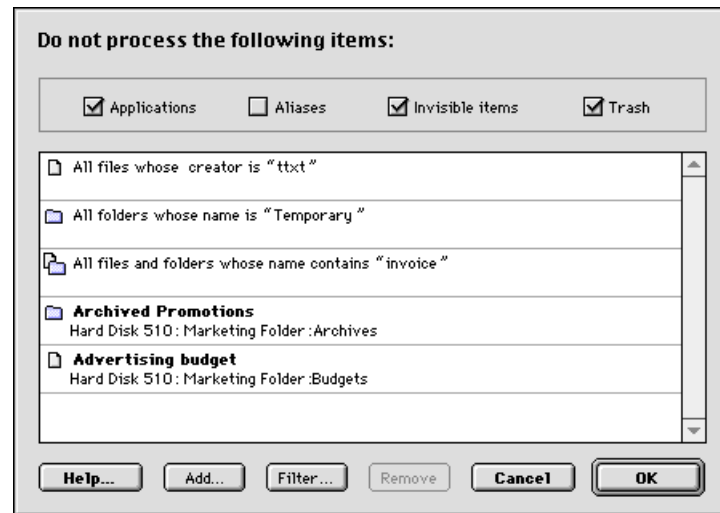 Do not process the following items:
Applications Aliases Invisible items Trash
All files whose creator is "ttxt"
All folders whose name is "Temporary"
All files and folders whose name contains "invoice"
Archived Promotions
Hard Disk 510: Marketing Folder:Archives
Advertising budget
Hard Disk 510: Marketing Folder:Budgets
Help... Add... Filter... Remove Cancel OK